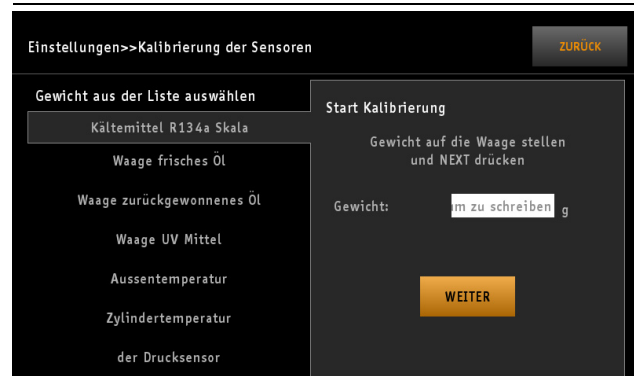 Einstellungen>>Kalibrierung der Sensoren
ZURÜCK
Gewicht aus der Liste auswählen
Kältemittel R134a Skala
Waage frisches Öl
Waage zurückgewonnenes Öl
Waage UV Mittel
Aussentemperatur
Zylindertemperatur
der Drucksensor
Start Kalibrierung
Gewicht auf die Waage stellen
und NEXT drücken
Gewicht: zu schreiben g
WEITER